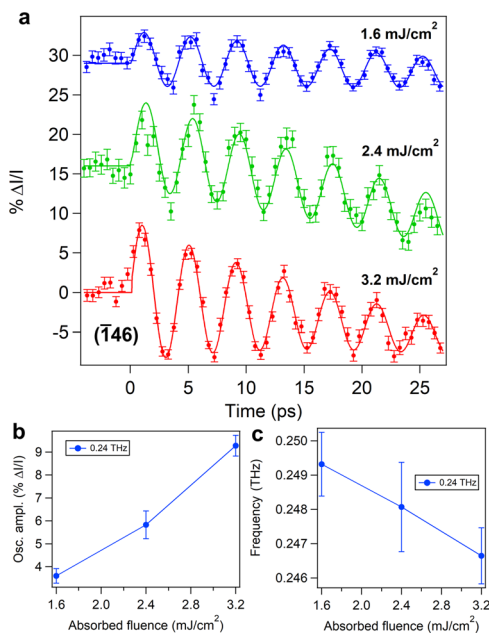 a
% ΔI/I
30
25
20
15
10
5
0
-5
1.6 mJ/cm²
2.4 mJ/cm²
3.2 mJ/cm²
(1̅46)
0 5 10 15 20 25
Time (ps)
b
Osc. ampl. (% ΔI/I)
9
8
7
6
5
4
0.24 THz
1.6 2.0 2.4 2.8 3.2
Absorbed fluence (mJ/cm²)
c
Frequency (THz)
0.250
0.249
0.248
0.247
0.246
0.24 THz
1.6 2.0 2.4 2.8 3.2
Absorbed fluence (mJ/cm²)